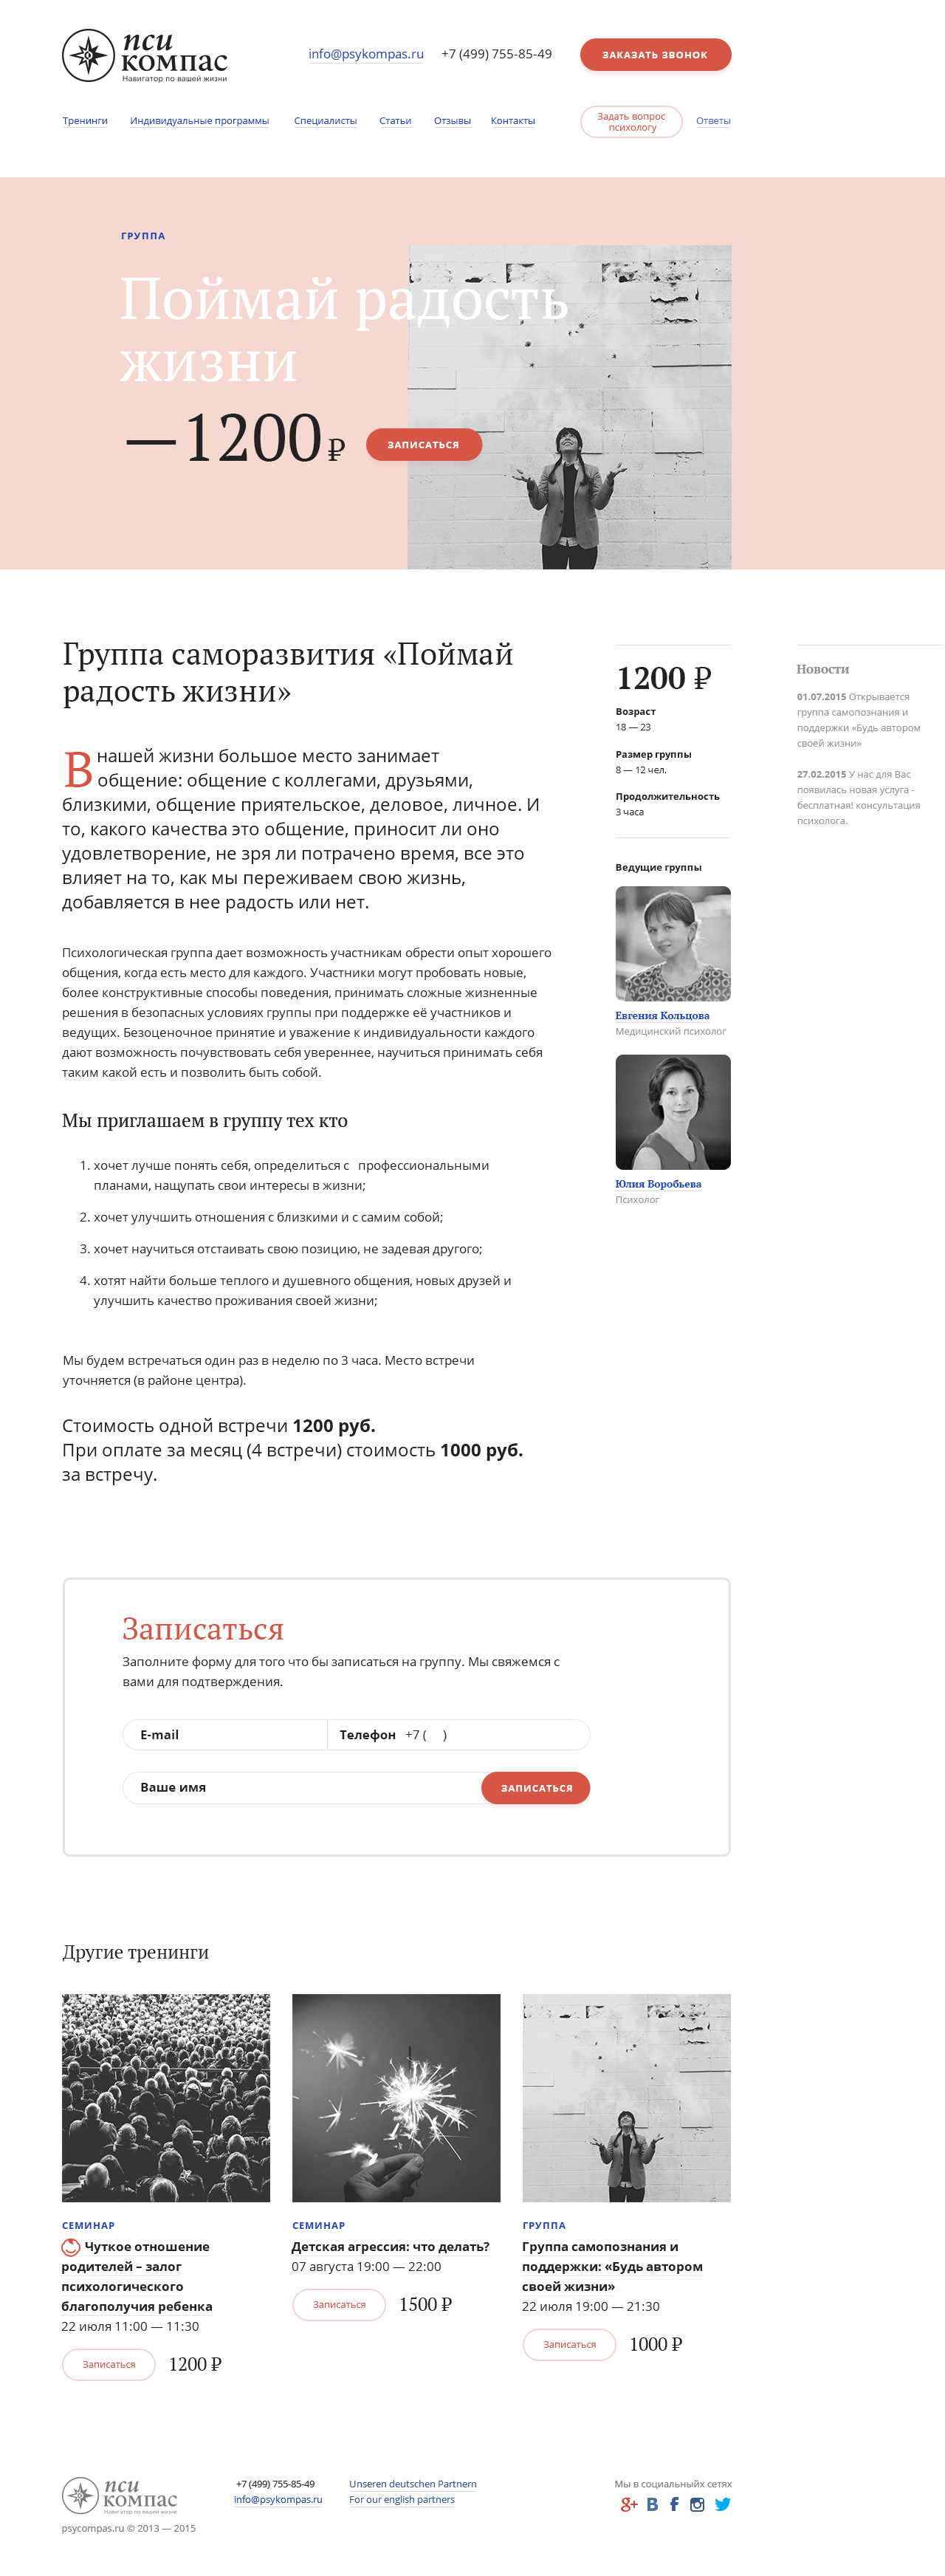 пси
компас
Навигатор по вашей жизни
info@psykompas.ru
+7 (499) 755-85-49
ЗАКАЗАТЬ ЗВОНОК
Тренинги
Индивидуальные программы
Специалисты
Статьи
Отзывы
Контакты
Задать вопрос
психологу
Ответы
ГРУППА
Поймай радость
жизни
—1200 ₽
ЗАПИСАТЬСЯ
Группа саморазвития «Поймай
радость жизни»
В нашей жизни большое место занимает
общение: общение с коллегами, друзьями,
близкими, общение приятельское, деловое, личное. И
то, какого качества это общение, приносит ли оно
удовлетворение, не зря ли потрачено время, все это
влияет на то, как мы переживаем свою жизнь,
добавляется в нее радость или нет.
Психологическая группа дает возможность участникам обрести опыт хорошего
общения, когда есть место для каждого. Участники могут пробовать новые,
более конструктивные способы поведения, принимать сложные жизненные
решения в безопасных условиях группы при поддержке её участников и
ведущих. Безоценочное принятие и уважение к индивидуальности каждого
дают возможность почувствовать себя увереннее, научиться принимать себя
таким какой есть и позволить быть собой.
Мы приглашаем в группу тех кто
1. хочет лучше понять себя, определиться с профессиональными
планами, нащупать свои интересы в жизни;
2. хочет улучшить отношения с близкими и с самим собой;
3. хочет научиться отстаивать свою позицию, не задевая другого;
4. хотят найти больше теплого и душевного общения, новых друзей и
улучшить качество проживания своей жизни;
Мы будем встречаться один раз в неделю по 3 часа. Место встречи
уточняется (в районе центра).
Стоимость одной встречи 1200 руб.
При оплате за месяц (4 встречи) стоимость 1000 руб.
за встречу.
1200 ₽
Возраст
18 — 23
Размер группы
8 — 12 чел.
Продолжительность
3 часа
Ведущие группы
Евгения Кольцова
Медицинский психолог
Юлия Воробьева
Психолог
Новости
01.07.2015 Открывается
группа самопознания и
поддержки «Будь автором
своей жизни»
27.02.2015 У нас для Вас
появилась новая услуга -
бесплатная! консультация
психолога.
Записаться
Заполните форму для того что бы записаться на группу. Мы свяжемся с
вами для подтверждения.
E-mail
Телефон +7 ( )
Ваше имя
ЗАПИСАТЬСЯ
Другие тренинги
СЕМИНАР
Чуткое отношение
родителей – залог
психологического
благополучия ребенка
22 июля 11:00 — 11:30
Записаться
1200 ₽
СЕМИНАР
Детская агрессия: что делать?
07 августа 19:00 — 22:00
Записаться
1500 ₽
ГРУППА
Группа самопознания и
поддержки: «Будь автором
своей жизни»
22 июля 19:00 — 21:30
Записаться
1000 ₽
пси
компас
Навигатор по вашей жизни
psycompas.ru © 2013 — 2015
+7 (499) 755-85-49
info@psykompas.ru
Unseren deutschen Partnern
For our english partners
Мы в социальныйх сетях